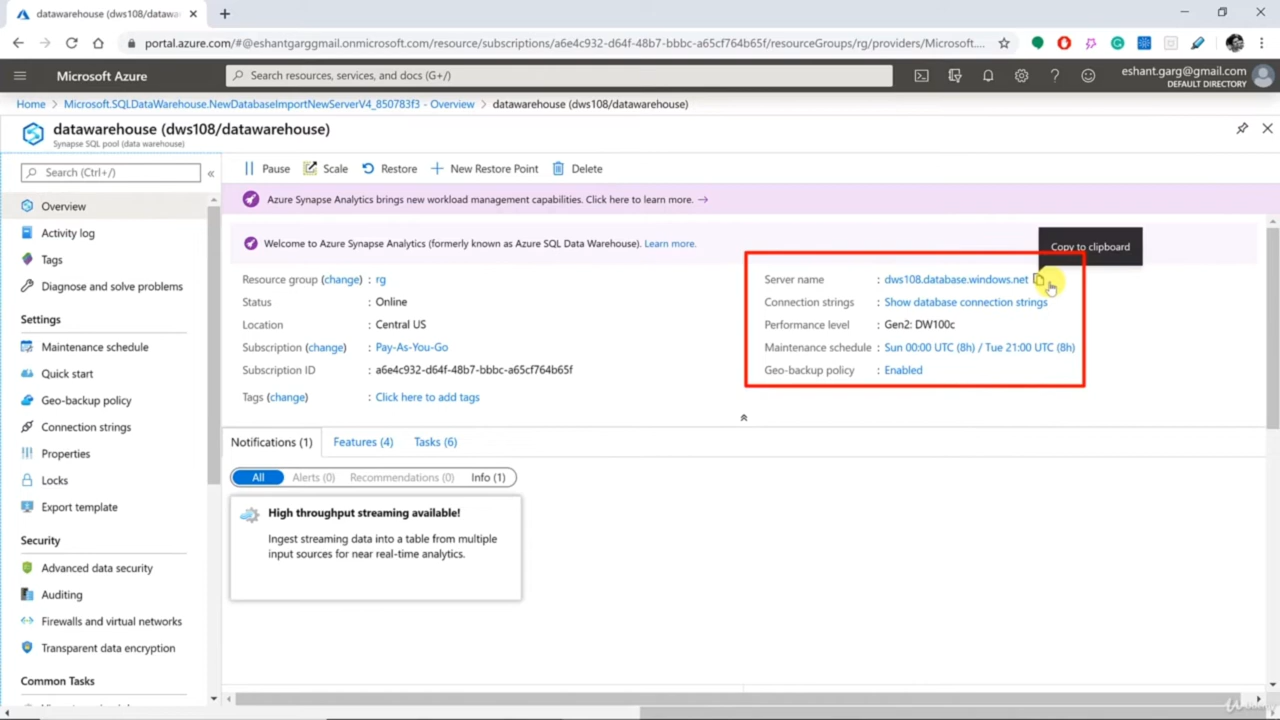 datawarehouse (dws108/datawa
portal.azure.com/#@eshantgarggmail.onmicrosoft.com/resource/subscriptions/a6e4c932-d64f-48b7-bbbc-a65cf764b65f/resourceGroups/rg/providers/Microsoft....
Microsoft Azure
Search resources, services, and docs (G+/)
eshant.garg@gmail.com
DEFAULT DIRECTORY
Home > Microsoft.SQLDataWarehouse.NewDatabaseImportNewServerV4_850783f3 - Overview > datawarehouse (dws108/datawarehouse)
datawarehouse (dws108/datawarehouse)
Synapse SQL pool (data warehouse)
Search (Ctrl+/)
«
Overview
Activity log
Tags
Diagnose and solve problems
Settings
Maintenance schedule
Quick start
Geo-backup policy
Connection strings
Properties
Locks
Export template
Security
Advanced data security
Auditing
Firewalls and virtual networks
Transparent data encryption
Common Tasks
Pause Scale Restore New Restore Point Delete
Azure Synapse Analytics brings new workload management capabilities. Click here to learn more. →
Welcome to Azure Synapse Analytics (formerly known as Azure SQL Data Warehouse). Learn more.
Copy to clipboard
Resource group (change) : rg
Status : Online
Location : Central US
Subscription (change) : Pay-As-You-Go
Subscription ID : a6e4c932-d64f-48b7-bbbc-a65cf764b65f
Tags (change) : Click here to add tags
Server name : dws108.database.windows.net
Connection strings : Show database connection strings
Performance level : Gen2: DW100c
Maintenance schedule : Sun 00:00 UTC (8h) / Tue 21:00 UTC (8h)
Geo-backup policy : Enabled
Notifications (1) Features (4) Tasks (6)
All Alerts (0) Recommendations (0) Info (1)
High throughput streaming available!
Ingest streaming data into a table from multiple
input sources for near real-time analytics.